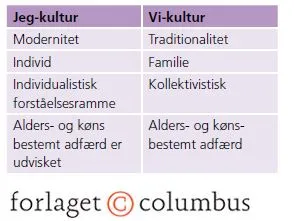 Jeg-kultur Vi-kultur
Modernitet Traditionalitet
Individ Familie
Individualistisk Kollektivistisk
forståelsesramme
Alders- og køns Alders- og køns-
bestemt adfærd er bestemt adfærd
udvisket
forlaget © columbus